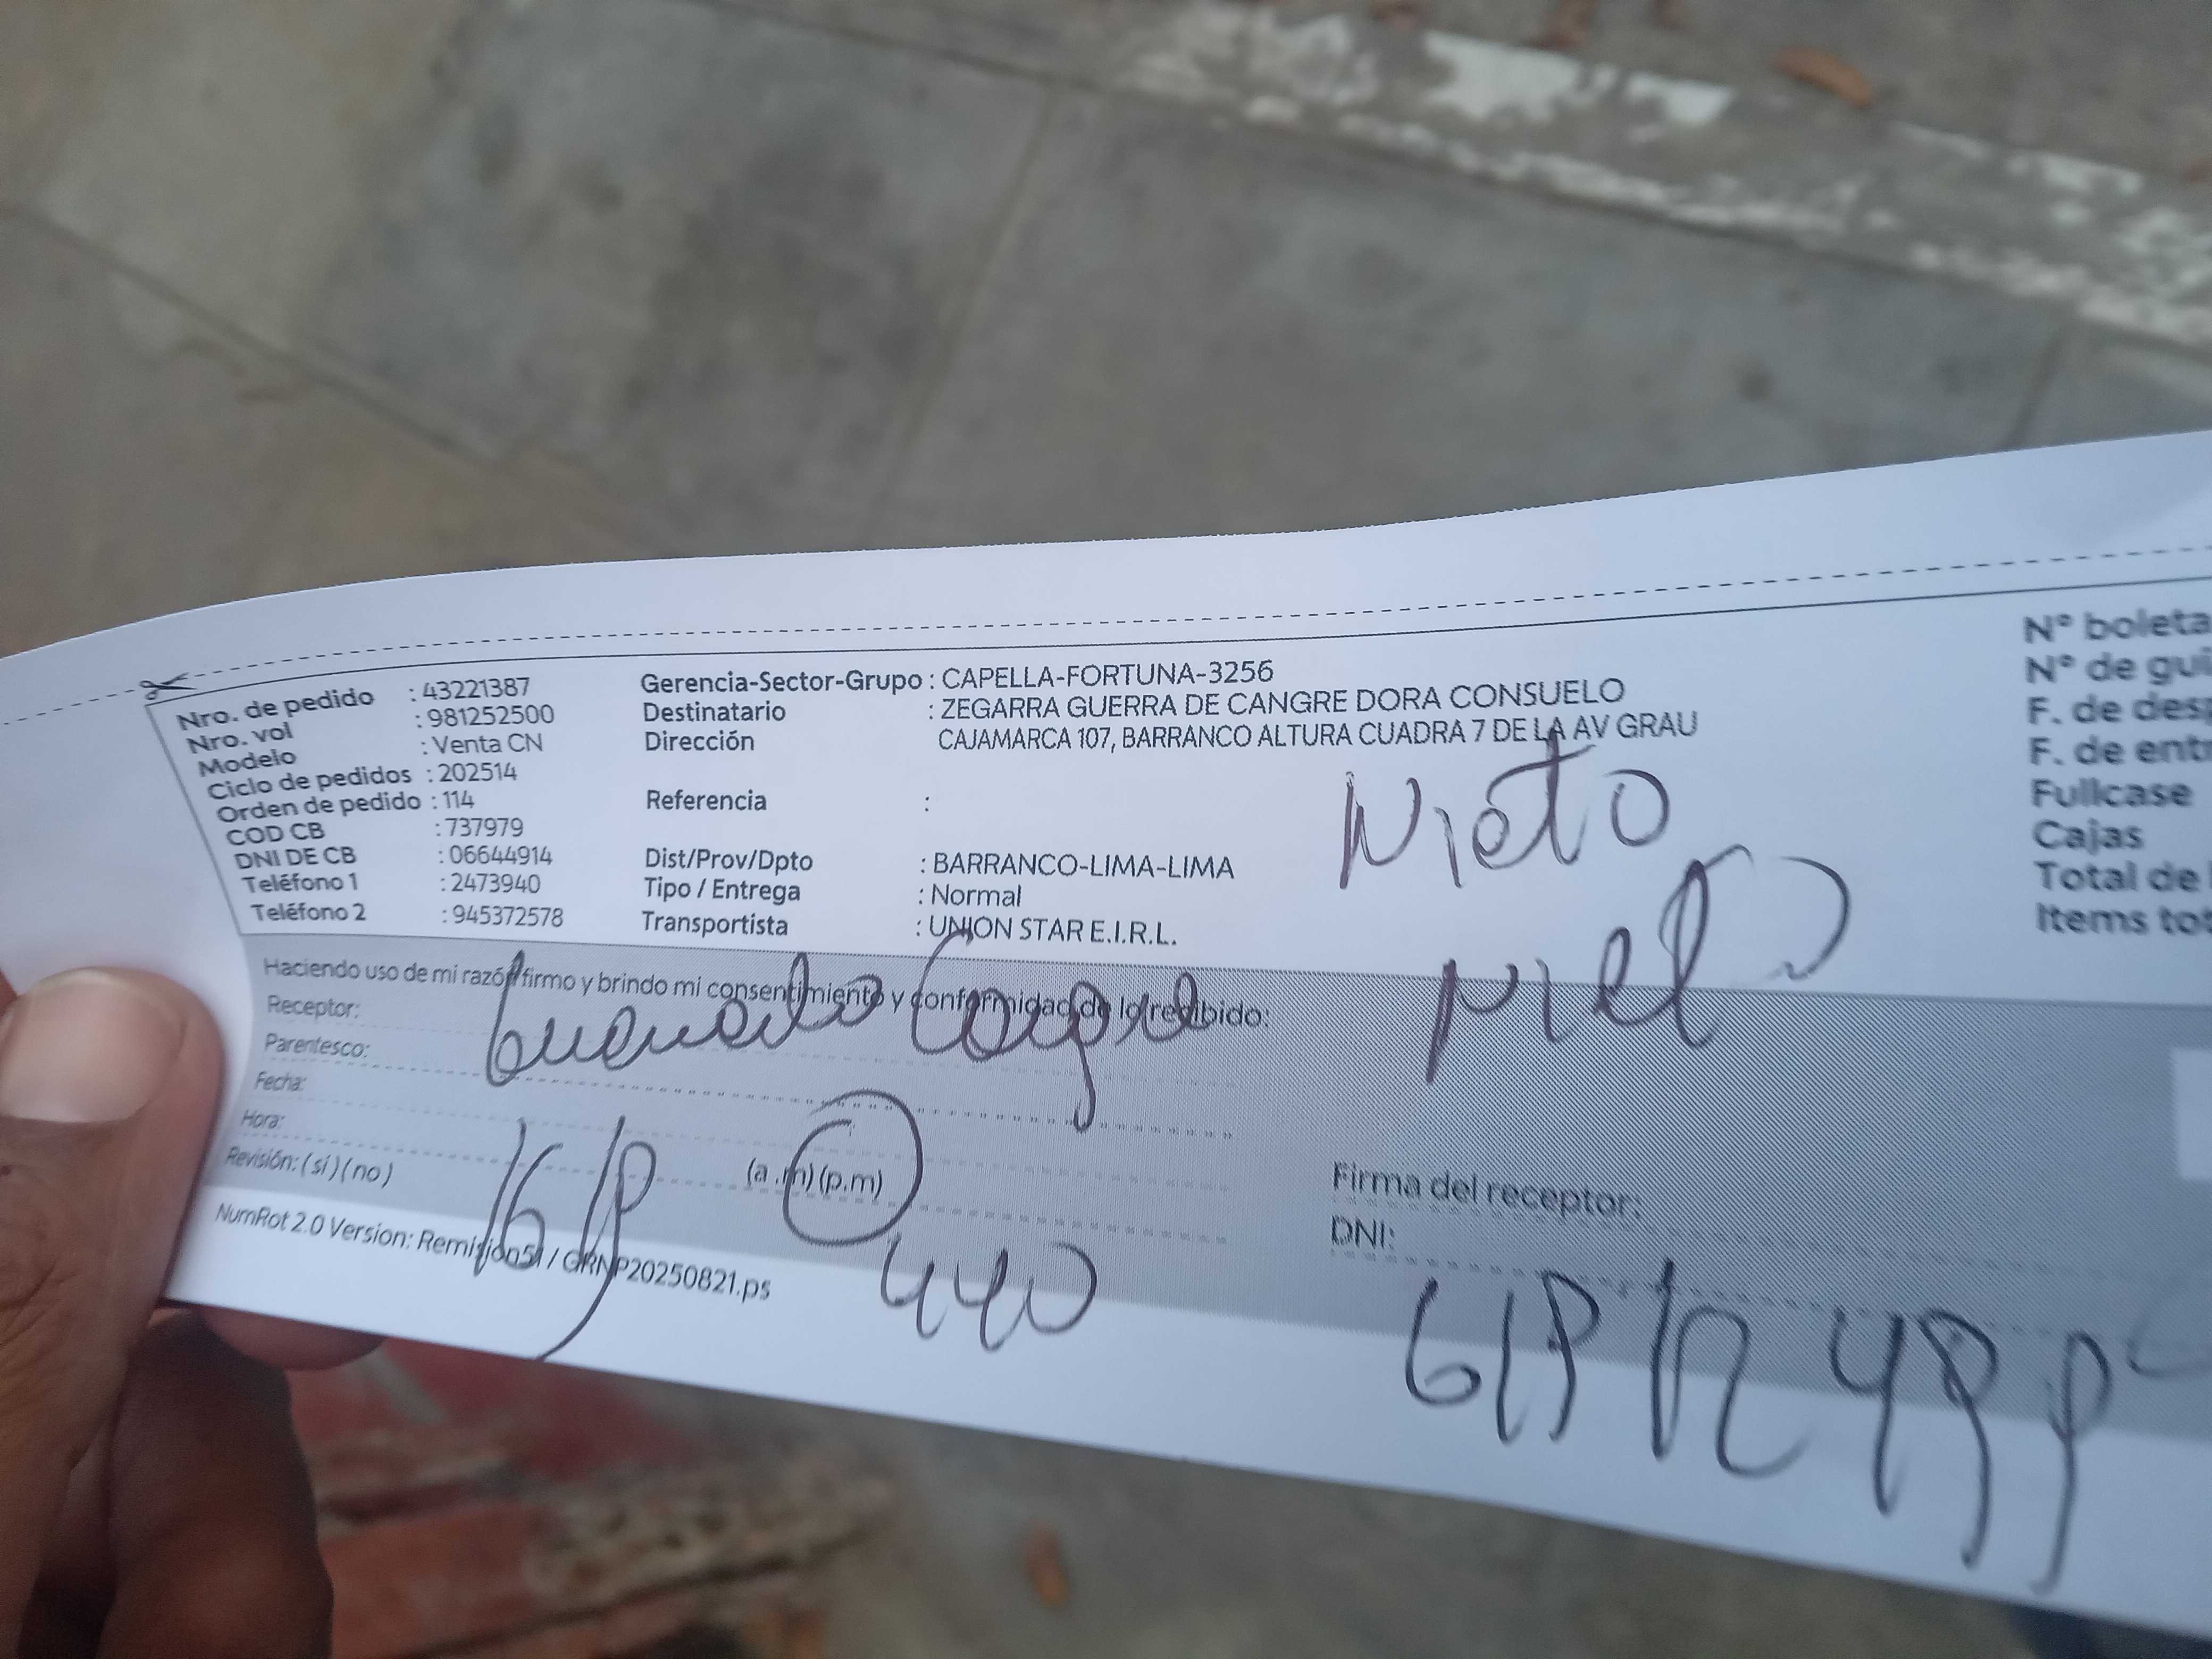 Nro. de pedido : 43221387
Nro. vol : 981252500
Modelo : Venta CN
Ciclo de pedidos : 202514
Orden de pedido : 114
COD CB : 737979
DNI DE CB : 06644914
Teléfono 1 : 2473940
Teléfono 2 : 945372578
Gerencia-Sector-Grupo : CAPELLA-FORTUNA-3256
Destinatario : ZEGARRA GUERRA DE CANGRE DORA CONSUELO
Dirección CAJAMARCA 107, BARRANCO ALTURA CUADRA 7 DE LA AV GRAU
Referencia :
Dist/Prov/Dpto : BARRANCO-LIMA-LIMA
Tipo / Entrega : Normal
Transportista : UNION STAR E.I.R.L.
Nieto
N° boleta
N° de gui
F. de des
F. de ent
Fullcase
Cajas
Total de
Items tot
Haciendo uso de mi razón firmo y brindo mi consentimiento y conformidad de lo recibido:
Receptor:
Parentesco:
Fecha:
Hora: (a.m) (p.m)
440
Revisión: (si) (no)
Firma del receptor:
DNI:
NumRot 2.0 Version: Remision51 / GRNP20250821.ps